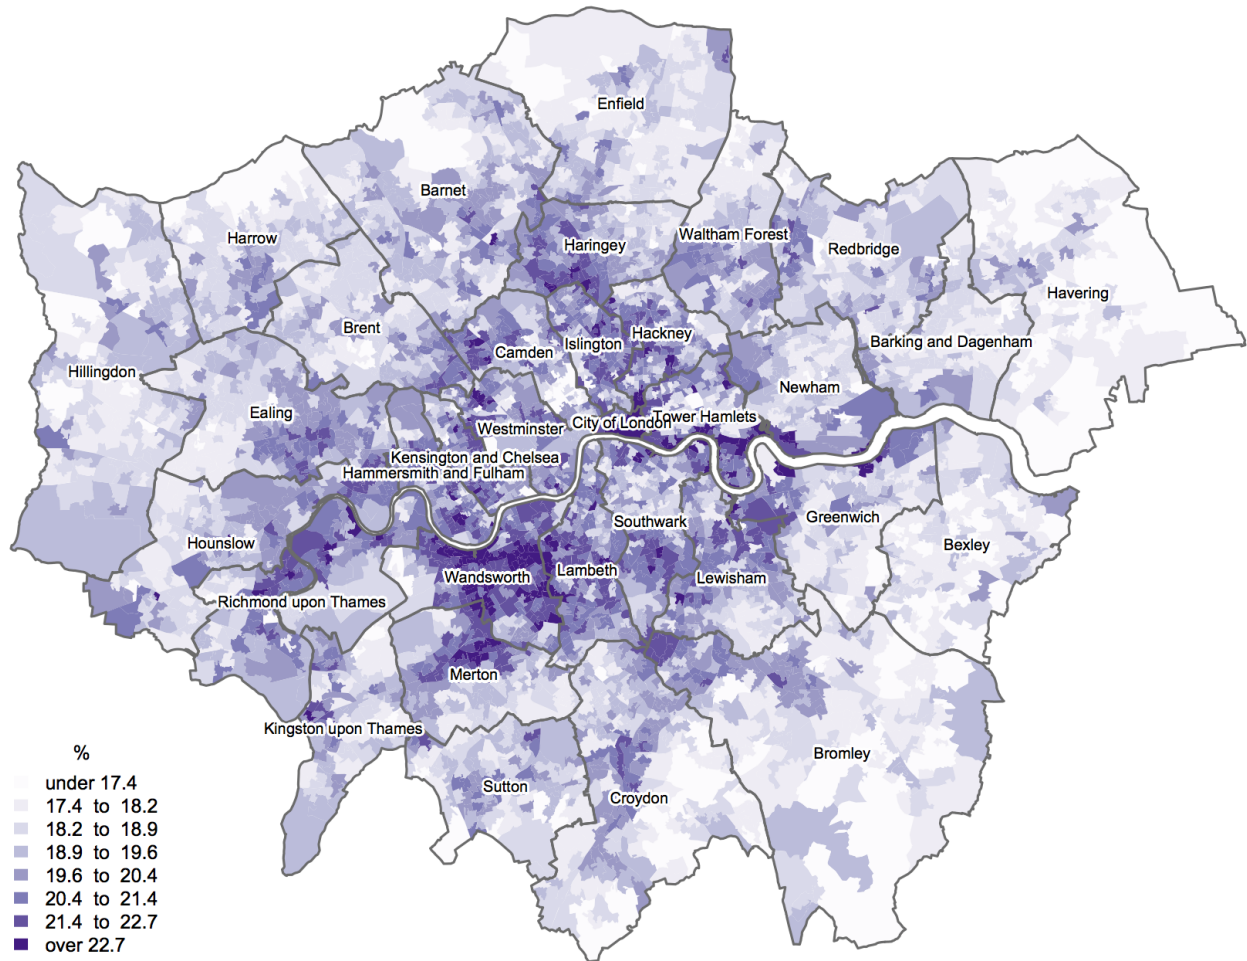 Enfield
Barnet
Harrow
Haringey
Waltham Forest
Redbridge
Havering
Brent
Camden
Islington
Hackney
Barking and Dagenham
Hillingdon
Newham
Ealing
Westminster
City of London
Tower Hamlets
Kensington and Chelsea
Hammersmith and Fulham
Southwark
Greenwich
Hounslow
Bexley
Wandsworth
Lambeth
Lewisham
Richmond upon Thames
Merton
Kingston upon Thames
Bromley
Sutton
Croydon
%
under 17.4
17.4 to 18.2
18.2 to 18.9
18.9 to 19.6
19.6 to 20.4
20.4 to 21.4
21.4 to 22.7
over 22.7